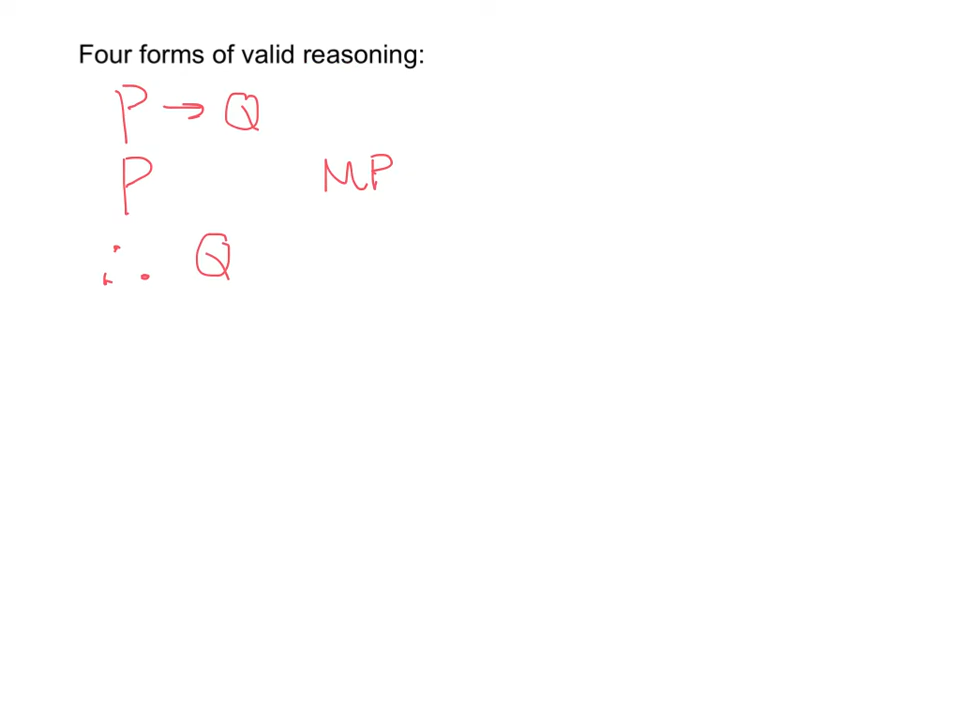 Four forms of valid reasoning:
P → Q
P MP
∴ Q